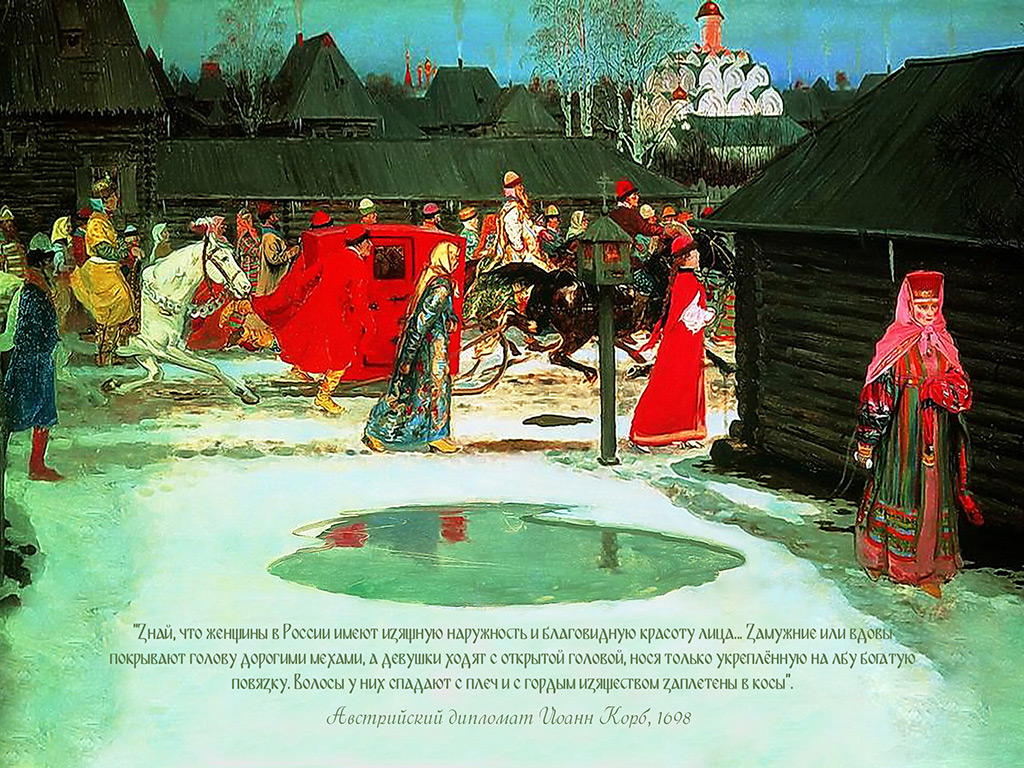 "Знай, что женщины в России имеют изящную наружность и благовидную красоту лица... Замужние или вдовы
покрывают голову дорогими мехами, а девушки ходят с открытой головой, нося только укреплённую на лбу богатую
повязку. Волосы у них спадают с плеч и с гордым изяществом заплетены в косы".
Австрийский дипломат Иоанн Корб, 1698